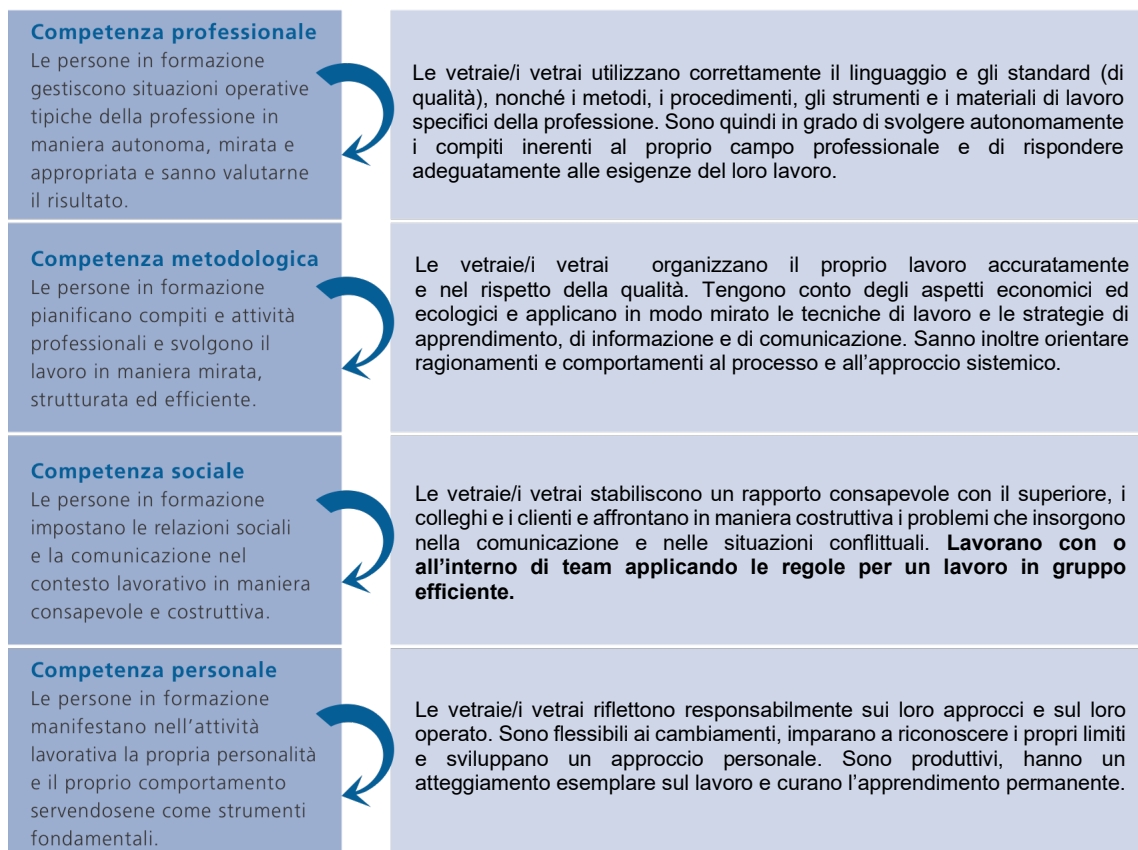 Competenza professionale
Le persone in formazione
gestiscono situazioni operative
tipiche della professione in
maniera autonoma, mirata e
appropriata e sanno valutarne
il risultato.
Le vetraie/i vetrai utilizzano correttamente il linguaggio e gli standard (di
qualità), nonché i metodi, i procedimenti, gli strumenti e i materiali di lavoro
specifici della professione. Sono quindi in grado di svolgere autonomamente
i compiti inerenti al proprio campo professionale e di rispondere
adeguatamente alle esigenze del loro lavoro.
Competenza metodologica
Le persone in formazione
pianificano compiti e attività
professionali e svolgono il
lavoro in maniera mirata,
strutturata ed efficiente.
Le vetraie/i vetrai organizzano il proprio lavoro accuratamente
e nel rispetto della qualità. Tengono conto degli aspetti economici ed
ecologici e applicano in modo mirato le tecniche di lavoro e le strategie di
apprendimento, di informazione e di comunicazione. Sanno inoltre orientare
ragionamenti e comportamenti al processo e all’approccio sistemico.
Competenza sociale
Le persone in formazione
impostano le relazioni sociali
e la comunicazione nel
contesto lavorativo in maniera
consapevole e costruttiva.
Le vetraie/i vetrai stabiliscono un rapporto consapevole con il superiore, i
colleghi e i clienti e affrontano in maniera costruttiva i problemi che insorgono
nella comunicazione e nelle situazioni conflittuali. Lavorano con o
all’interno di team applicando le regole per un lavoro in gruppo
efficiente.
Competenza personale
Le persone in formazione
manifestano nell’attività
lavorativa la propria personalità
e il proprio comportamento
servendosene come strumenti
fondamentali.
Le vetraie/i vetrai riflettono responsabilmente sui loro approcci e sul loro
operato. Sono flessibili ai cambiamenti, imparano a riconoscere i propri limiti
e sviluppano un approccio personale. Sono produttivi, hanno un
atteggiamento esemplare sul lavoro e curano l’apprendimento permanente.